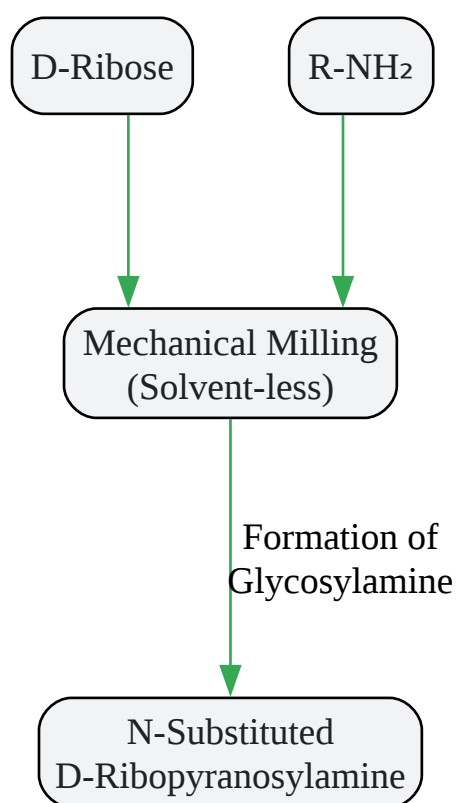 D-Ribose
R-NH₂
Mechanical Milling
(Solvent-less)
Formation of
Glycosylamine
N-Substituted
D-Ribopyranosylamine